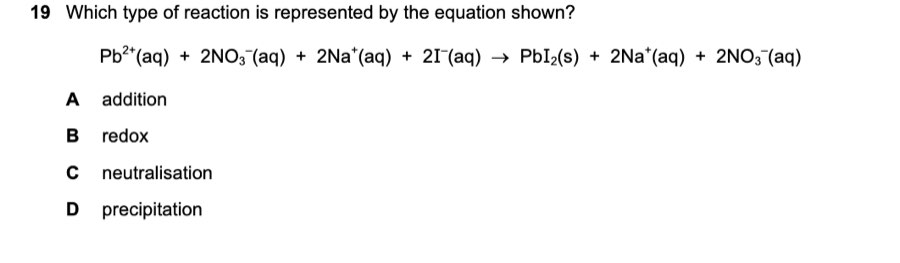 19 Which type of reaction is represented by the equation shown?
Pb²⁺(aq) + 2NO₃⁻(aq) + 2Na⁺(aq) + 2I⁻(aq) → PbI₂(s) + 2Na⁺(aq) + 2NO₃⁻(aq)
A addition
B redox
C neutralisation
D precipitation